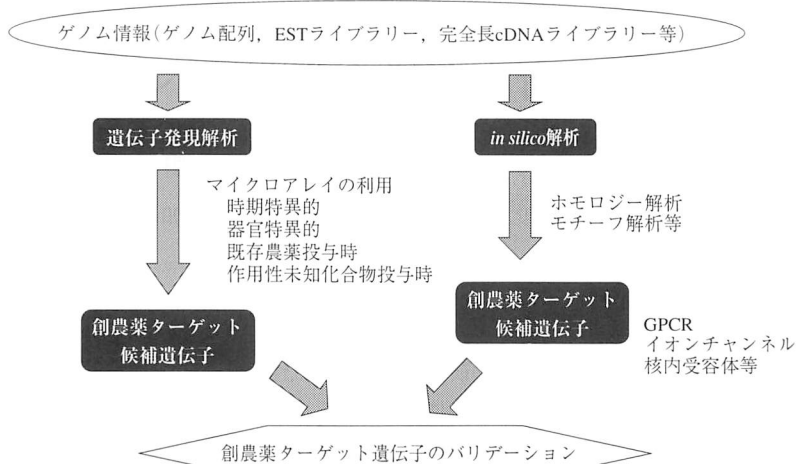 ゲノム情報(ゲノム配列，ESTライブラリー，完全長cDNAライブラリー等)
遺伝子発現解析
マイクロアレイの利用
時期特異的
器官特異的
既存農薬投与時
作用性未知化合物投与時
創農薬ターゲット
候補遺伝子
in silico解析
ホモロジー解析
モチーフ解析等
創農薬ターゲット
候補遺伝子
GPCR
イオンチャンネル
核内受容体等
創農薬ターゲット遺伝子のバリデーション